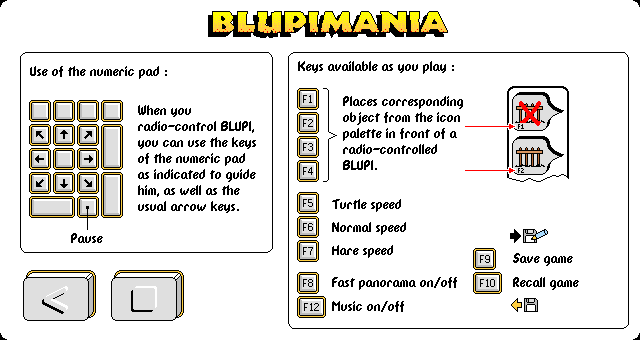 BLUPIMANIA
Use of the numeric pad :
When you
radio-control BLUPI,
you can use the keys
of the numeric pad
as indicated to guide
him, as well as the
usual arrow keys.
Pause
Keys available as you play :
F1
F2
F3
F4
Places corresponding
object from the icon
palette in front of a
radio-controlled
BLUPI.
F1
F2
F5 Turtle speed
F6 Normal speed
F7 Hare speed
F8 Fast panorama on/off
F12 Music on/off
F9 Save game
F10 Recall game